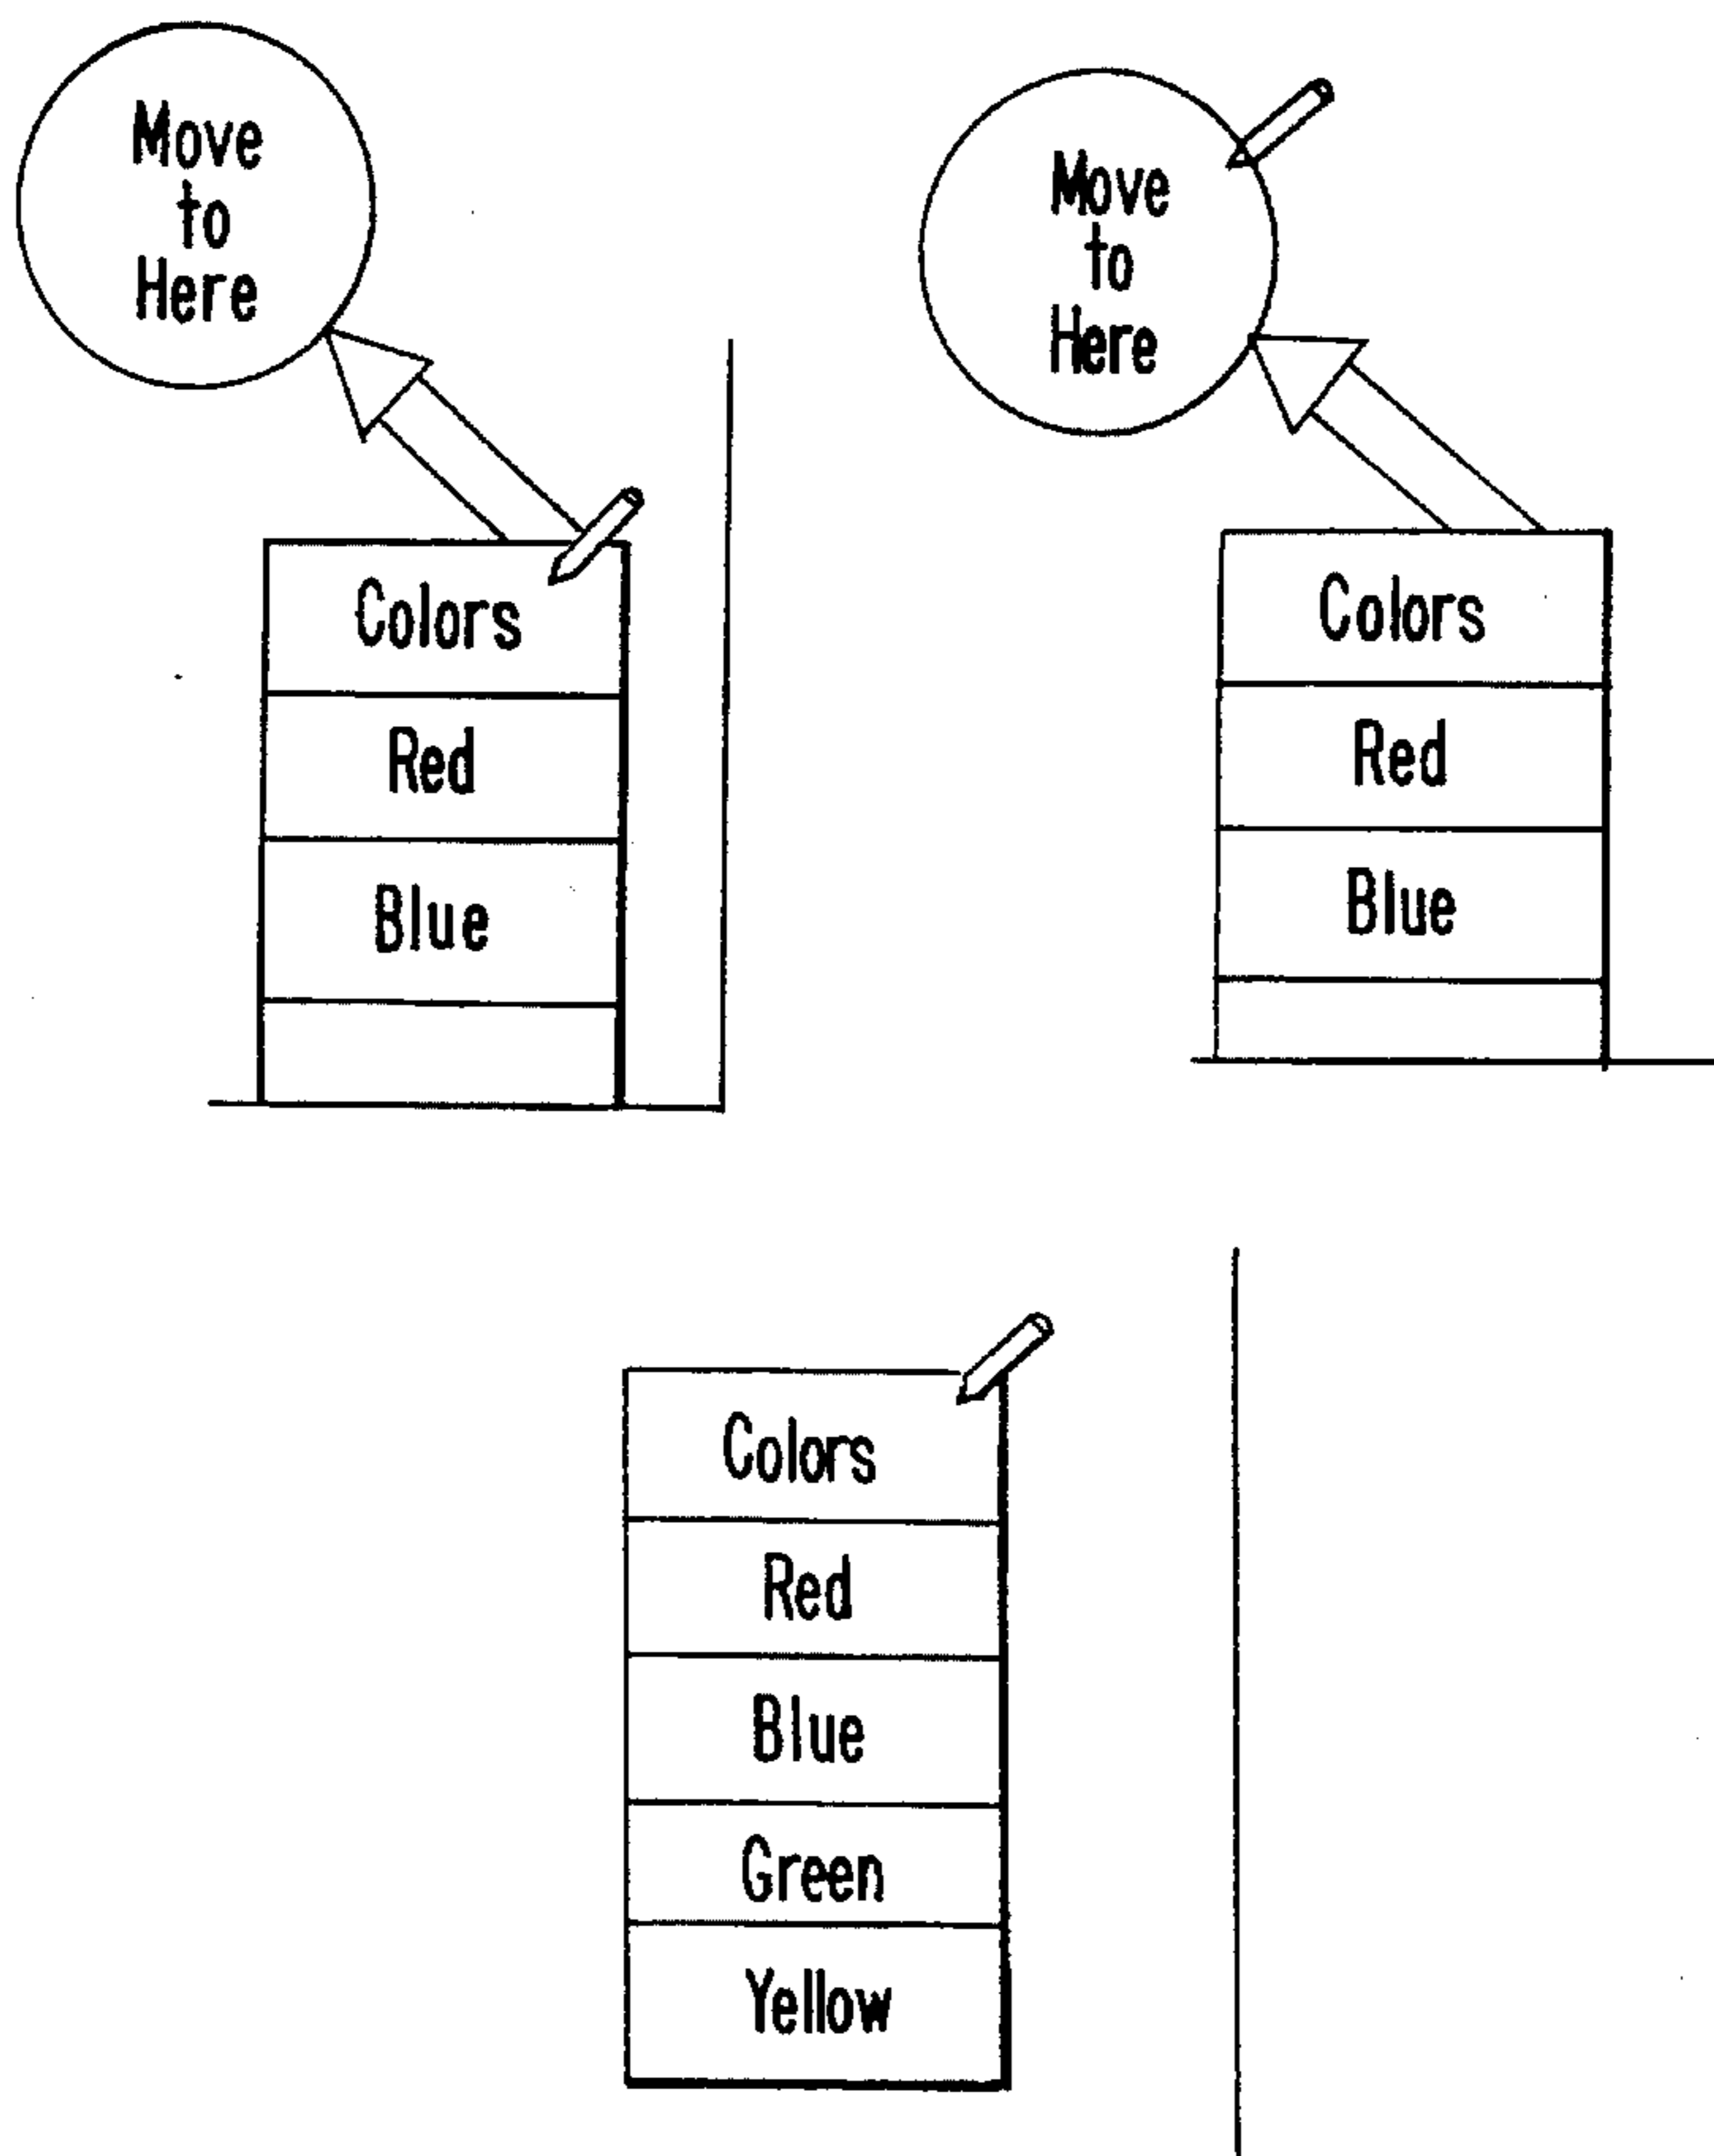 Move
to
Here
Colors
Red
Blue
Move
to
Here
Colors
Red
Blue
Colors
Red
Blue
Green
Yellow